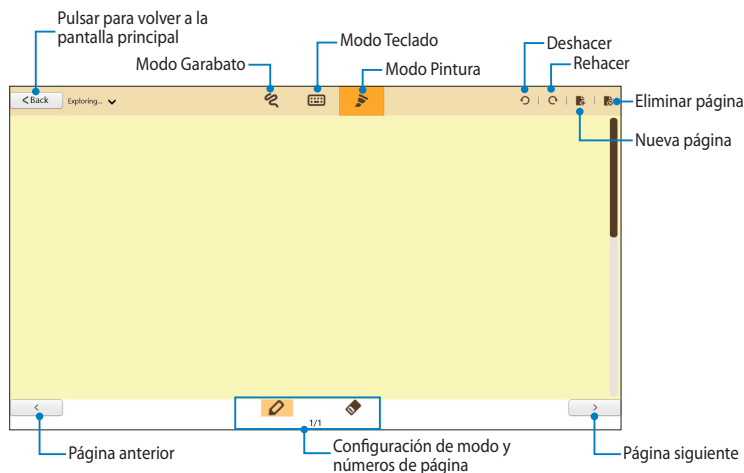 Pulsar para volver a la
pantalla principal
Modo Teclado
Deshacer
Modo Garabato
Modo Pintura
Rehacer
< Back
Exploring...
Eliminar página
Nueva página
<
>
1/1
Página anterior
Configuración de modo y
números de página
Página siguiente